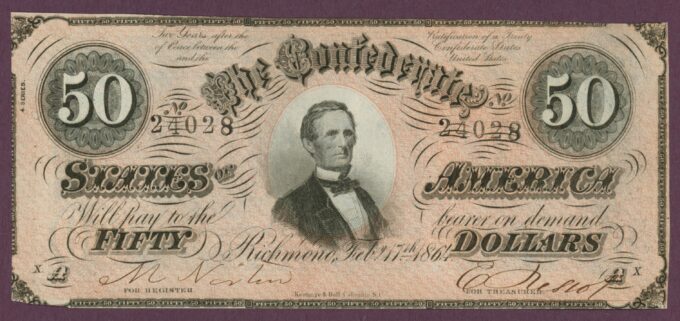 Two Years after the Ratification of a Treaty
of Peace between the Confederate States
and the United States
4 SERIES.
50 The Confederate 50
No 24028 No 24028
STATES OF AMERICA
Will pay to the bearer on demand
FIFTY DOLLARS
Richmond, Feb. 17th 1864
X A A X
FOR REGISTER FOR TREASURER
Keatinge & Ball Columbia S.C.